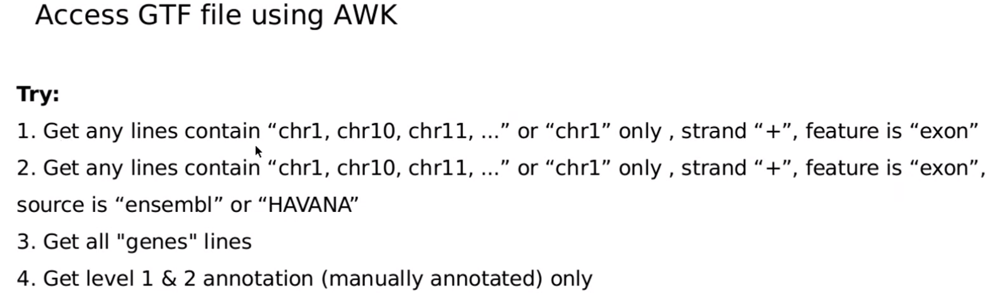 Access GTF file using AWK
Try:
1. Get any lines contain “chr1, chr10, chr11, ...” or “chr1” only , strand “+”, feature is “exon”
2. Get any lines contain “chr1, chr10, chr11, ...” or “chr1” only , strand “+”, feature is “exon”,
source is “ensembl” or “HAVANA”
3. Get all "genes" lines
4. Get level 1 & 2 annotation (manually annotated) only